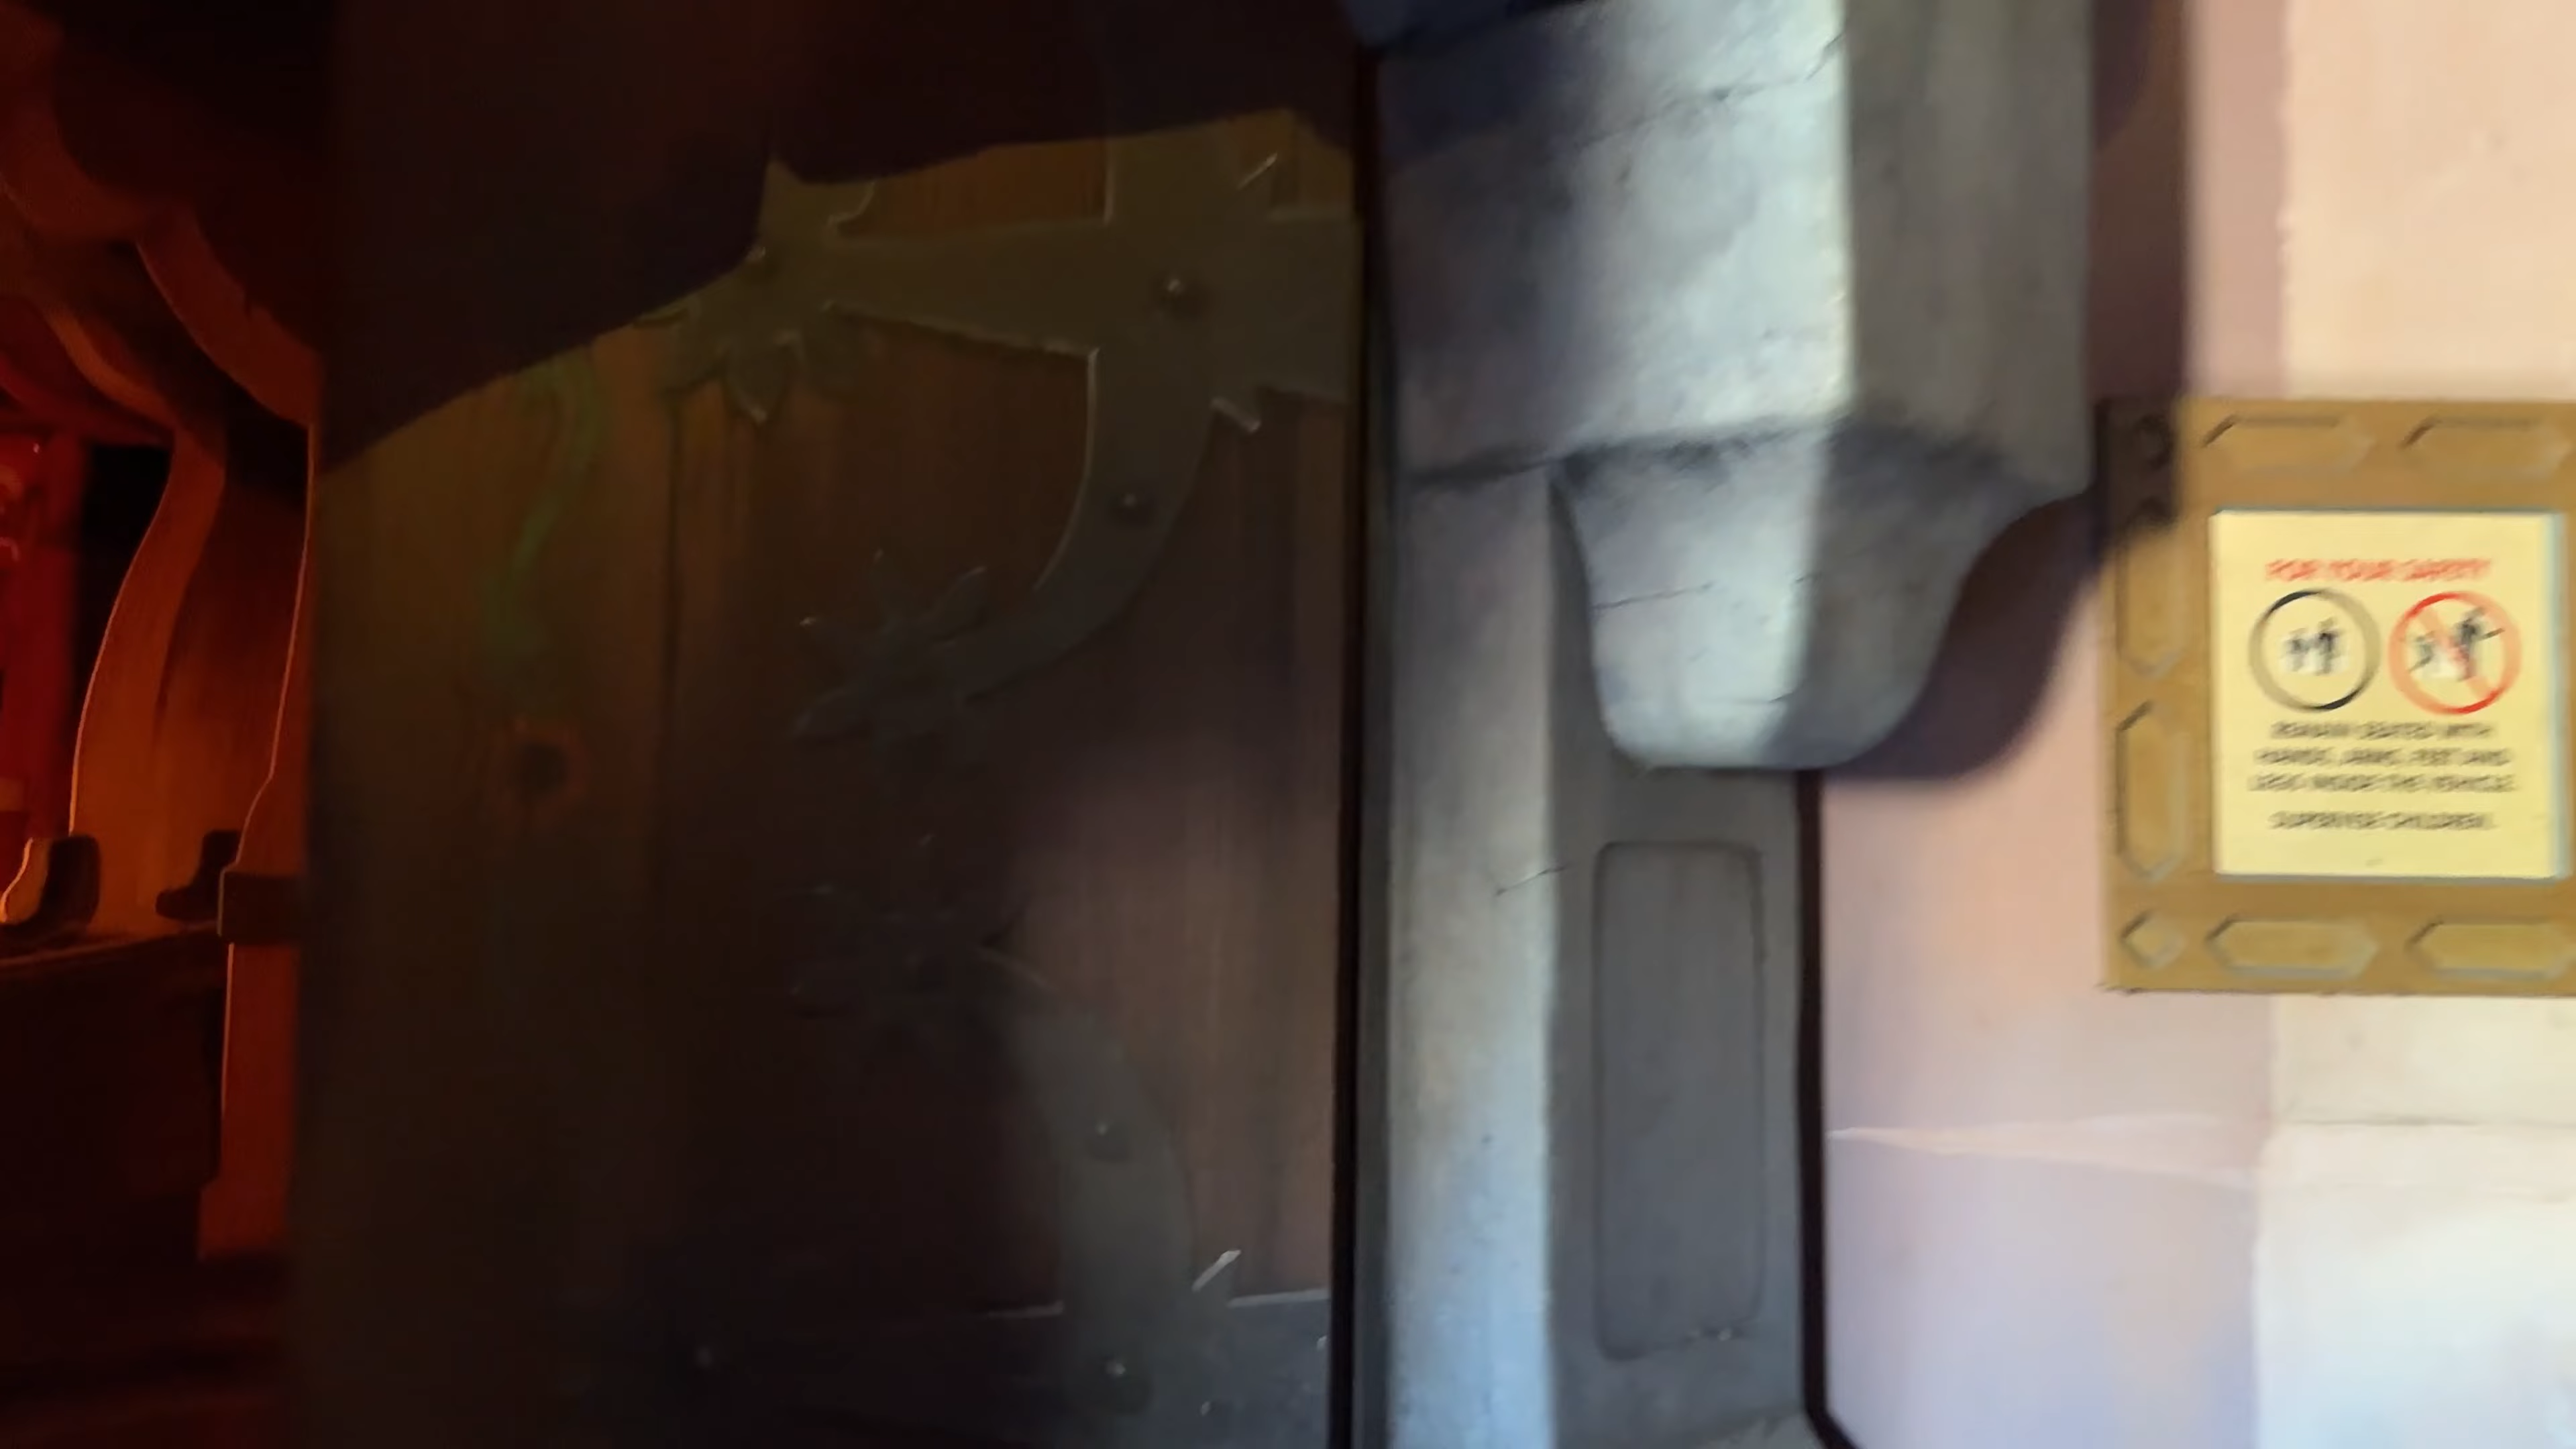 FOR YOUR SAFETY
REMAIN SEATED WITH
HANDS, ARMS, FEET AND
LEGS INSIDE THE VEHICLE.
SUPERVISE CHILDREN.